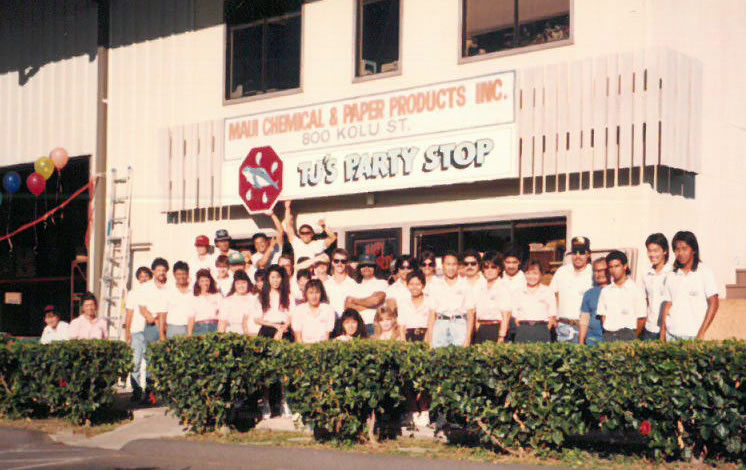 MAUI CHEMICAL & PAPER PRODUCTS INC.
800 KOLU ST.
TJ'S PARTY STOP